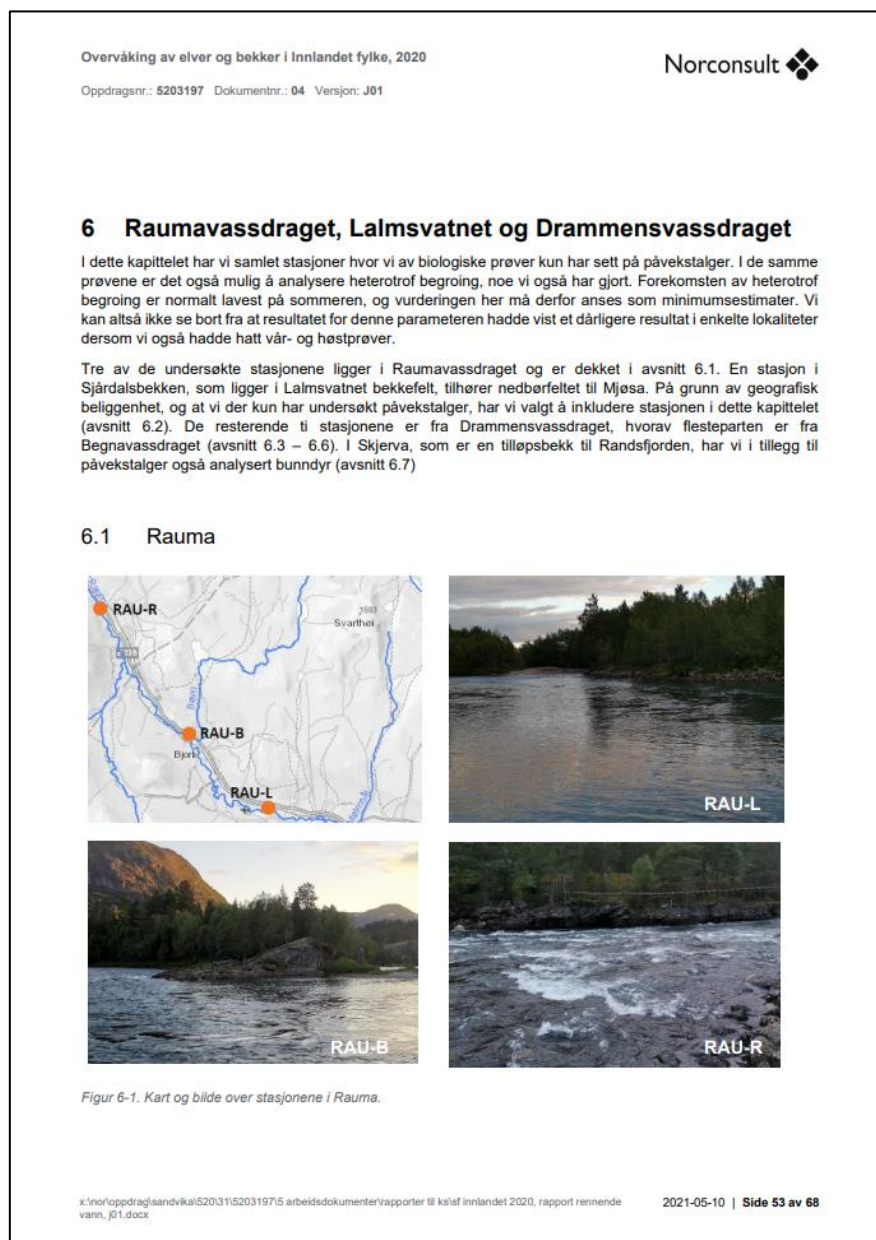 Overvåking av elver og bekker i Innlandet fylke, 2020
Norconsult
Oppdragsnr.: 5203197 Dokumentnr.: 04 Versjon: J01
6 Raumavassdraget, Lalmsvatnet og Drammensvassdraget
I dette kapittelet har vi samlet stasjoner hvor vi av biologiske prøver kun har sett på påvekstalger. I de samme
prøvene er det også mulig å analysere heterotrof begroing, noe vi også har gjort. Forekomsten av heterotrof
begroing er normalt lavest på sommeren, og vurderingen her må derfor anses som minimumsestimater. Vi
kan altså ikke se bort fra at resultatet for denne parameteren hadde vist et dårligere resultat i enkelte lokaliteter
dersom vi også hadde hatt vår- og høstprøver.
Tre av de undersøkte stasjonene ligger i Raumavassdraget og er dekket i avsnitt 6.1. En stasjon i
Sjårdalsbekken, som ligger i Lalmsvatnet bekkefelt, tilhører nedbørfeltet til Mjøsa. På grunn av geografisk
beliggenhet, og at vi der kun har undersøkt påvekstalger, har vi valgt å inkludere stasjonen i dette kapittelet
(avsnitt 6.2). De resterende ti stasjonene er fra Drammensvassdraget, hvorav flesteparten er fra
Begnavassdraget (avsnitt 6.3 – 6.6). I Skjerva, som er en tilløpsbekk til Randsfjorden, har vi i tillegg til
påvekstalger også analysert bunndyr (avsnitt 6.7)
6.1 Rauma
RAU-R
Svarthøi
RAU-B
RAU-L
RAU-L
RAU-B
RAU-R
Figur 6-1. Kart og bilde over stasjonene i Rauma.
x:\nor\oppdrag\sandvika\520\31\5203197\5 arbeidsdokumenter\rapporter til ks\sf innlandet 2020, rapport rennende
vann, j01.docx
2021-05-10 | Side 53 av 68